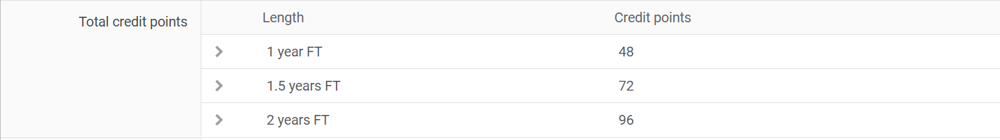 Total credit points
Length Credit points
1 year FT 48
1.5 years FT 72
2 years FT 96